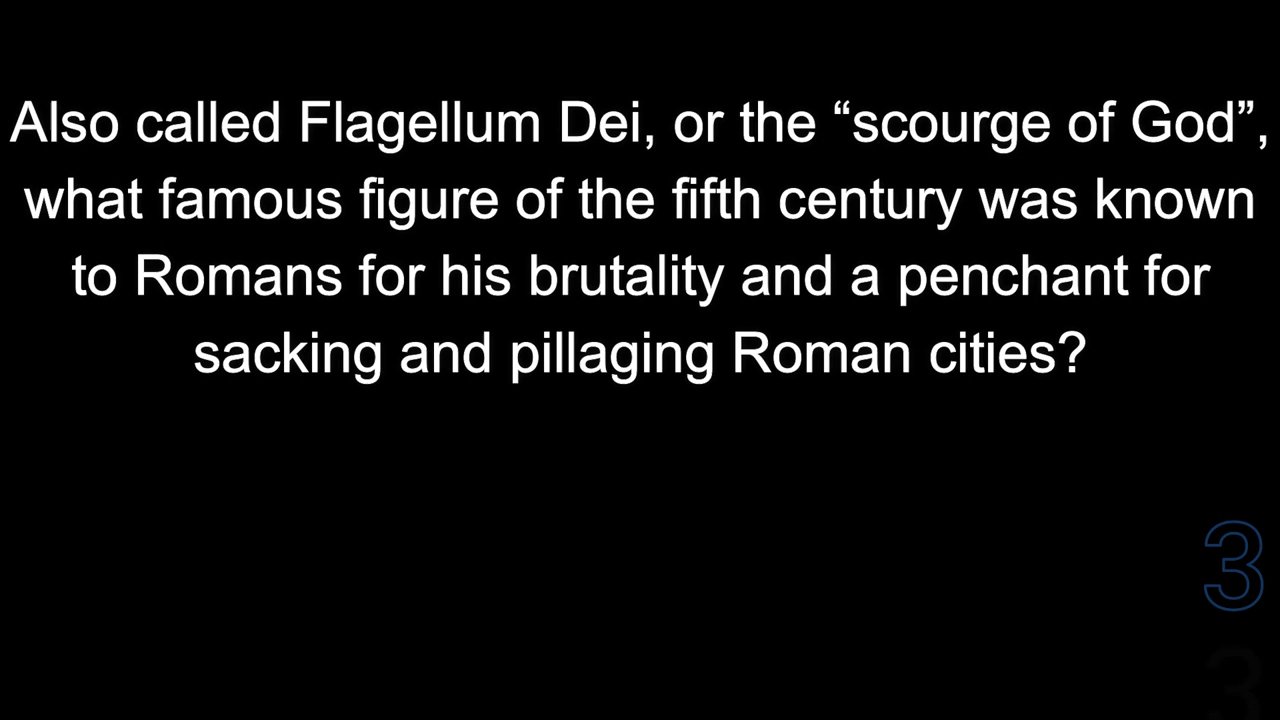 Also called Flagellum Dei, or the “scourge of God”,
what famous figure of the fifth century was known
to Romans for his brutality and a penchant for
sacking and pillaging Roman cities?
3
3